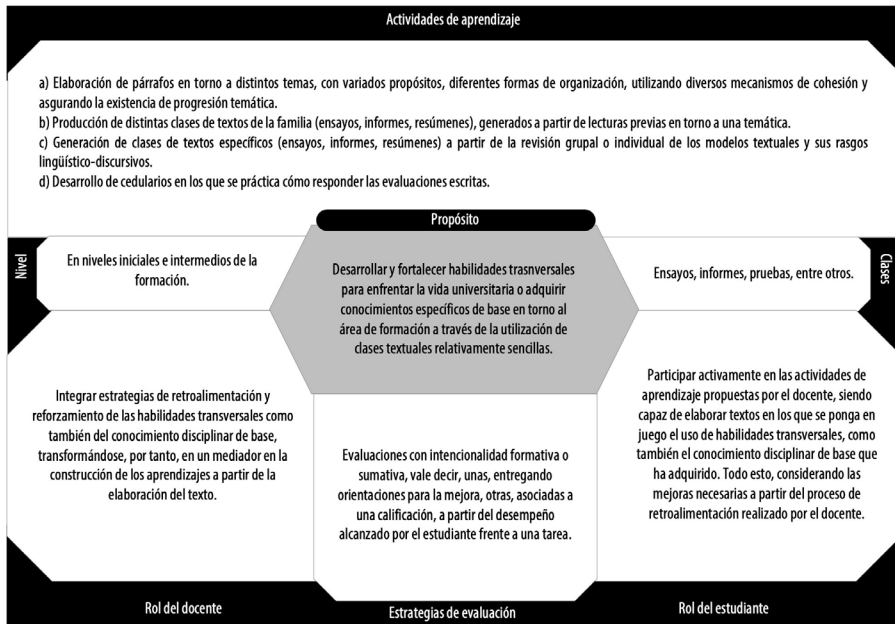 Actividades de aprendizaje
a) Elaboración de párrafos en torno a distintos temas, con variados propósitos, diferentes formas de organización, utilizando diversos mecanismos de cohesión y
asgurando la existencia de progresión temática.
b) Producción de distintas clases de textos de la familia (ensayos, informes, resúmenes), generados a partir de lecturas previas en torno a una temática.
c) Generación de clases de textos específicos (ensayos, informes, resúmenes) a partir de la revisión grupal o individual de los modelos textuales y sus rasgos
lingüístico-discursivos.
d) Desarrollo de cedularios en los que se práctica cómo responder las evaluaciones escritas.
Propósito
Desarrollar y fortalecer habilidades trasnversales
para enfrentar la vida universitaria o adquirir
conocimientos específicos de base en torno al
área de formación a través de la utilización de
clases textuales relativamente sencillas.
Nivel
En niveles iniciales e intermedios de la
formación.
Clases
Ensayos, informes, pruebas, entre otros.
Integrar estrategias de retroalimentación y
reforzamiento de las habilidades transversales como
también del conocimiento disciplinar de base,
transformándose, por tanto, en un mediador en la
construcción de los aprendizajes a partir de la
elaboración del texto.
Rol del docente
Evaluaciones con intencionalidad formativa o
sumativa, vale decir, unas, entregando
orientaciones para la mejora, otras, asociadas a
una calificación, a partir del desempeño
alcanzado por el estudiante frente a una tarea.
Estrategias de evaluación
Participar activamente en las actividades de
aprendizaje propuestas por el docente, siendo
capaz de elaborar textos en los que se ponga en
juego el uso de habilidades transversales, como
también el conocimiento disciplinar de base que
ha adquirido. Todo esto, considerando las
mejoras necesarias a partir del proceso de
retroalimentación realizado por el docente.
Rol del estudiante